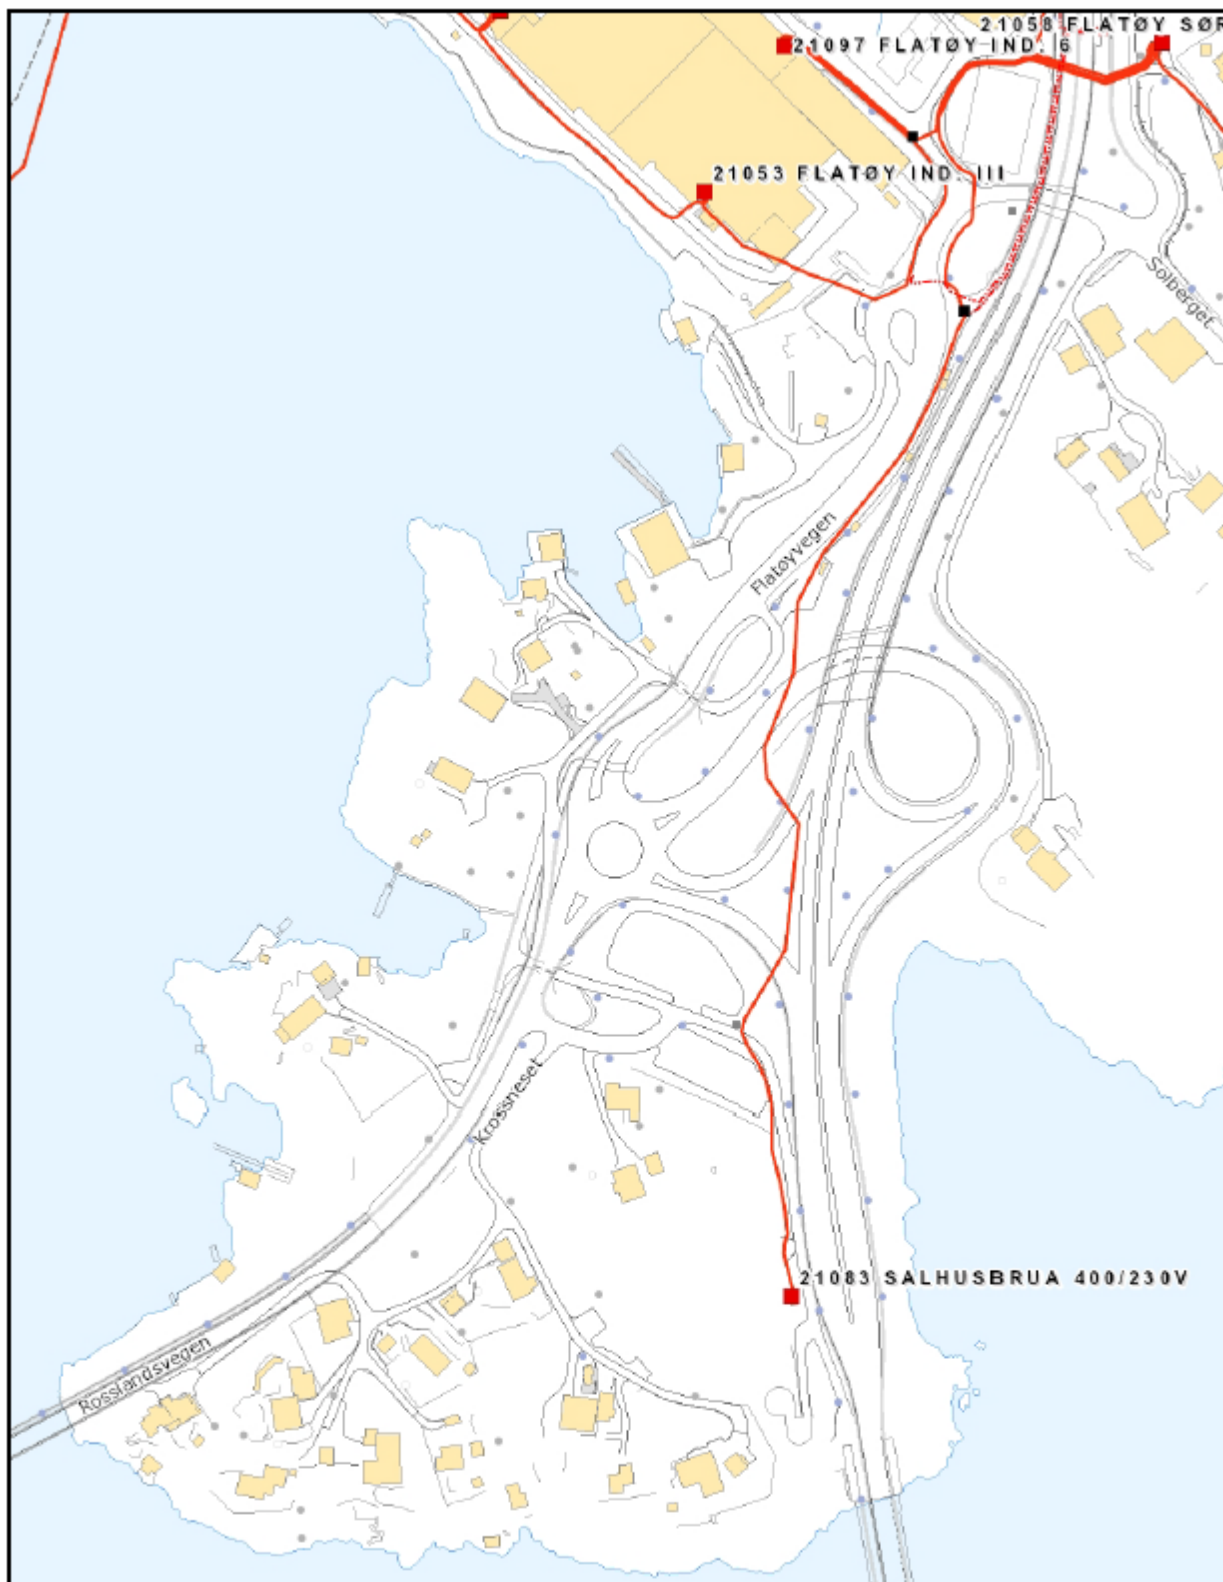 21058 FLATØY SØR
21097 FLATØY IND. 6
21053 FLATØY IND. III
Solberget
Flatøyvegen
Krossneset
21083 SALHUSBRUA 400/230V
Rosslandsvegen